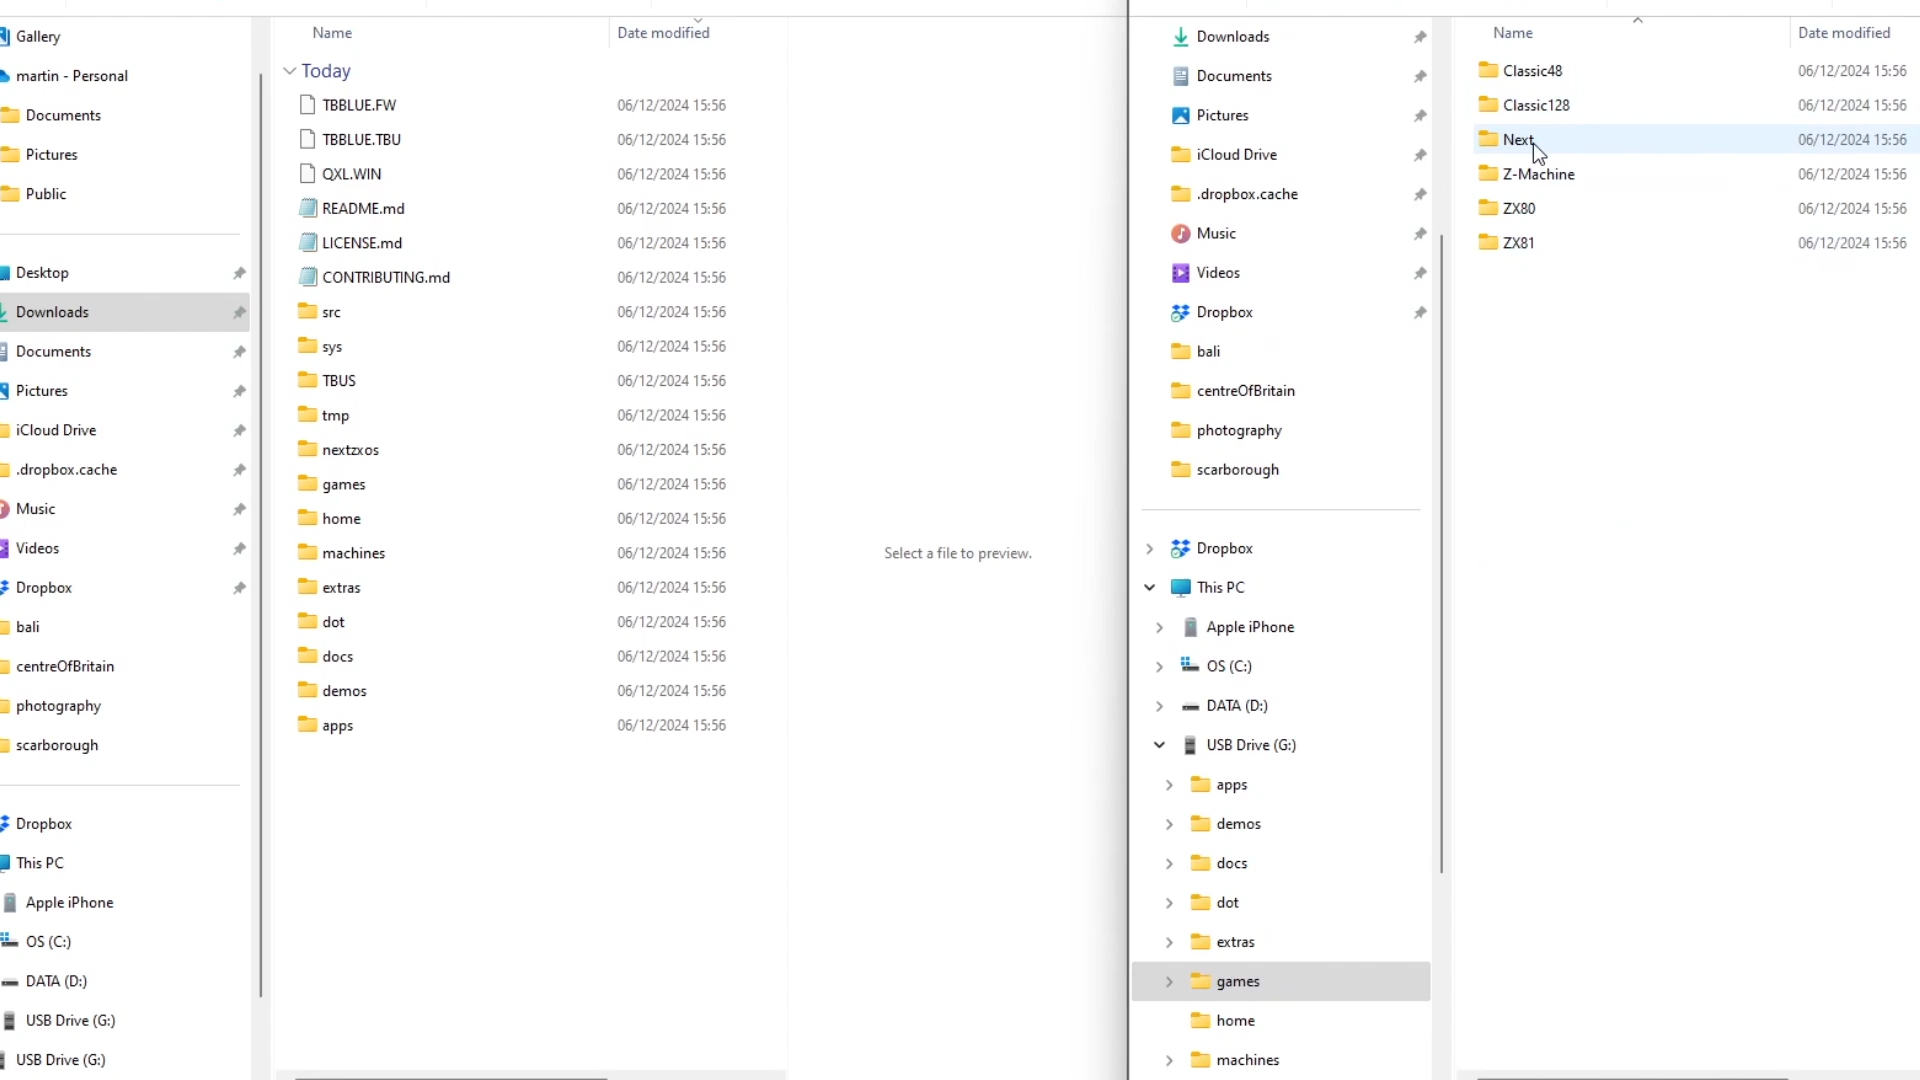 Gallery
martin - Personal
Documents
Pictures
Public
Desktop
Downloads
Documents
Pictures
iCloud Drive
.dropbox.cache
Music
Videos
Dropbox
bali
centreOfBritain
photography
scarborough
Dropbox
This PC
Apple iPhone
OS (C:)
DATA (D:)
USB Drive (G:)
USB Drive (G:)
Name Date modified
Today
TBBLUE.FW 06/12/2024 15:56
TBBLUE.TBU 06/12/2024 15:56
QXL.WIN 06/12/2024 15:56
README.md 06/12/2024 15:56
LICENSE.md 06/12/2024 15:56
CONTRIBUTING.md 06/12/2024 15:56
src 06/12/2024 15:56
sys 06/12/2024 15:56
TBUS 06/12/2024 15:56
tmp 06/12/2024 15:56
nextzxos 06/12/2024 15:56
games 06/12/2024 15:56
home 06/12/2024 15:56
machines 06/12/2024 15:56
extras 06/12/2024 15:56
dot 06/12/2024 15:56
docs 06/12/2024 15:56
demos 06/12/2024 15:56
apps 06/12/2024 15:56
Select a file to preview.
Downloads
Documents
Pictures
iCloud Drive
.dropbox.cache
Music
Videos
Dropbox
bali
centreOfBritain
photography
scarborough
Dropbox
This PC
Apple iPhone
OS (C:)
DATA (D:)
USB Drive (G:)
apps
demos
docs
dot
extras
games
home
machines
Name Date modified
Classic48 06/12/2024 15:56
Classic128 06/12/2024 15:56
Next 06/12/2024 15:56
Z-Machine 06/12/2024 15:56
ZX80 06/12/2024 15:56
ZX81 06/12/2024 15:56